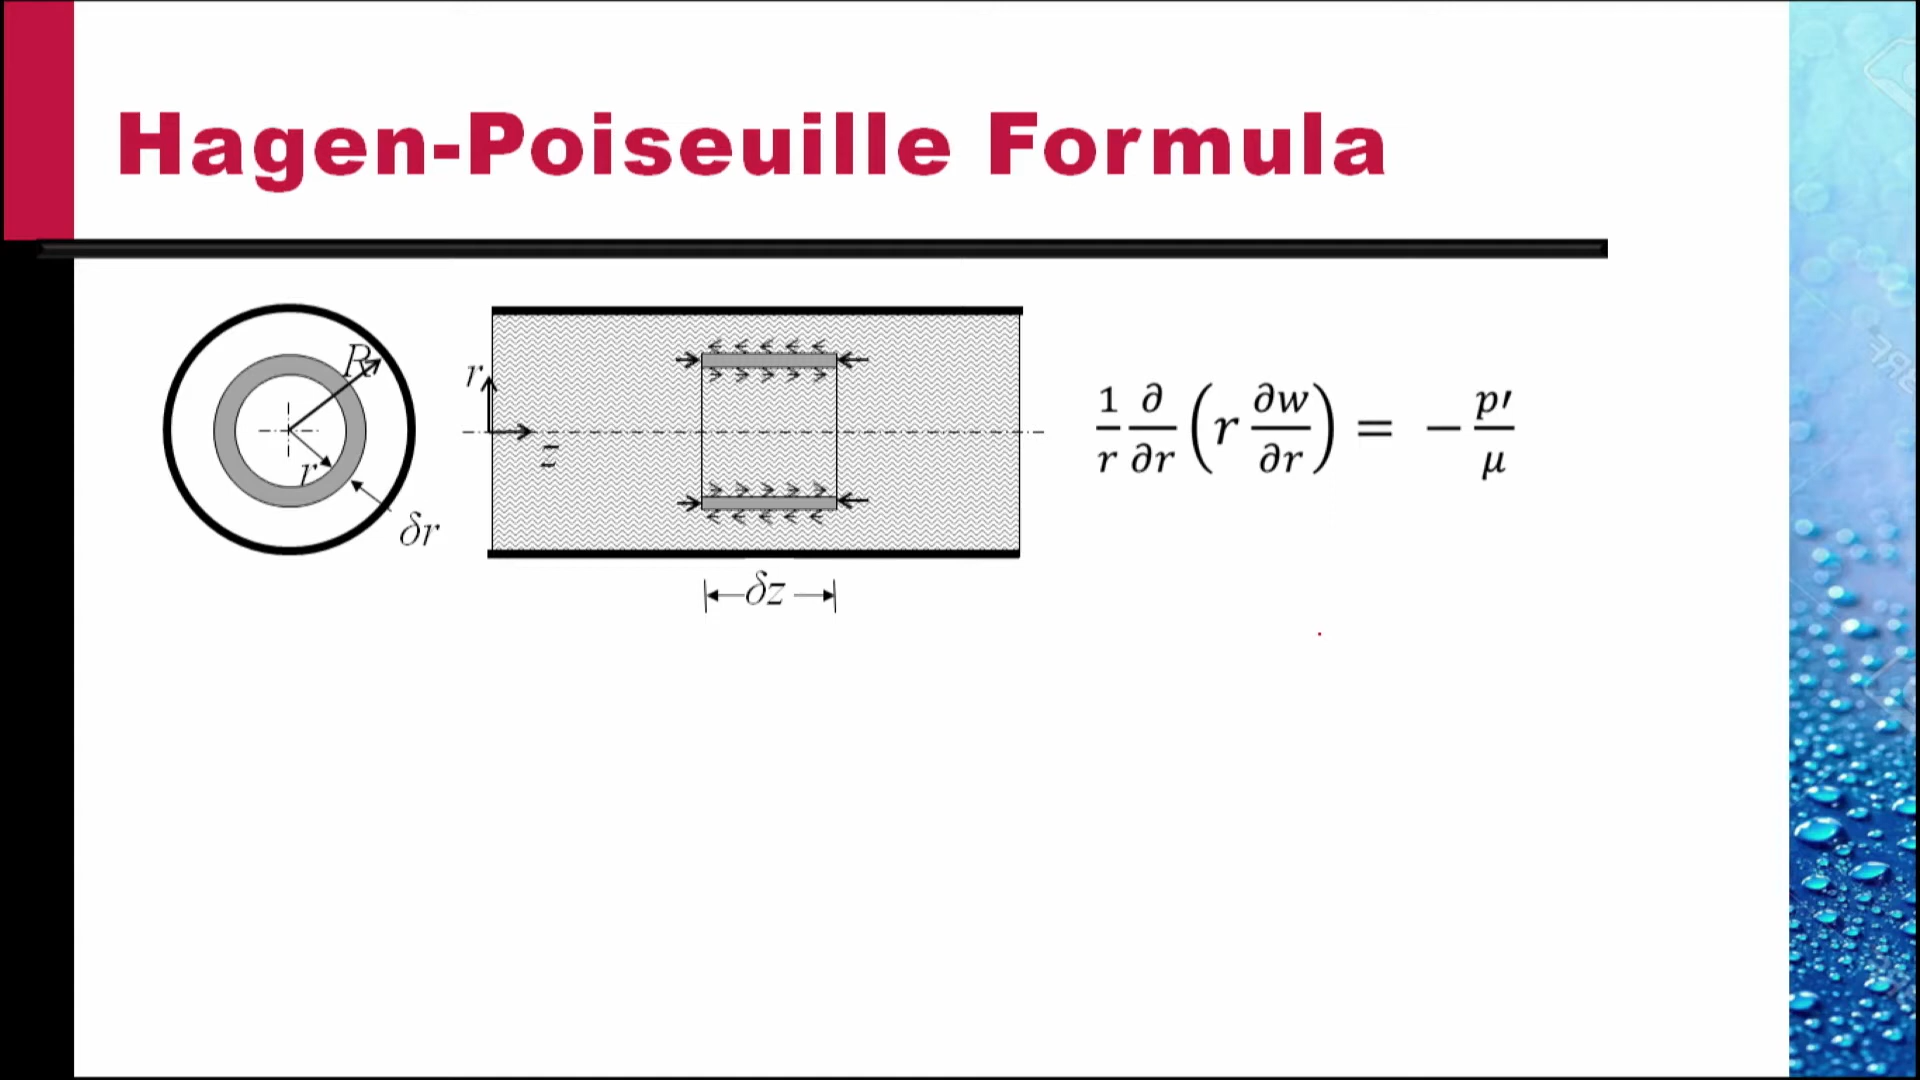 Hagen-Poiseuille Formula
R
r
δr
r
z
δz
1/r ∂/∂r (r ∂w/∂r) = − p′/μ